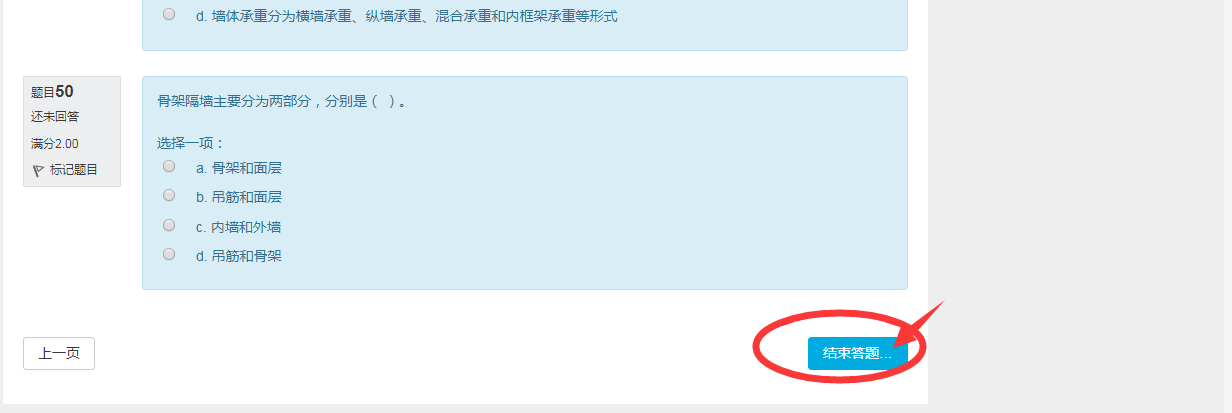 d. 墙体承重分为横墙承重、纵墙承重、混合承重和内框架承重等形式
题目50
还未回答
满分2.00
标记题目
骨架隔墙主要分为两部分，分别是（ ）。
选择一项：
a. 骨架和面层
b. 吊筋和面层
c. 内墙和外墙
d. 吊筋和骨架
上一页
结束答题...